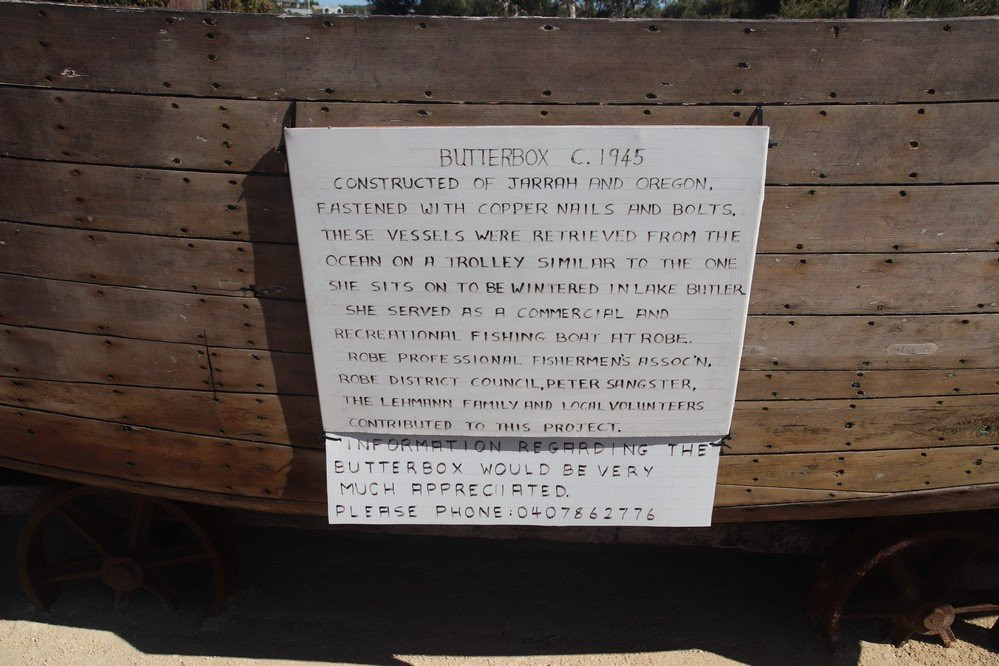 BUTTERBOX C. 1945
CONSTRUCTED OF JARRAH AND OREGON,
FASTENED WITH COPPER NAILS AND BOLTS.
THESE VESSELS WERE RETRIEVED FROM THE
OCEAN ON A TROLLEY SIMILAR TO THE ONE
SHE SITS ON TO BE WINTERED IN LAKE BUTLER
SHE SERVED AS A COMMERCIAL AND
RECREATIONAL FISHING BOAT AT ROBE.
ROBE PROFESSIONAL FISHERMEN'S ASSOC'N,
ROBE DISTRICT COUNCIL, PETER SANGSTER,
THE LEHMANN FAMILY AND LOCAL VOLUNTEERS
CONTRIBUTED TO THIS PROJECT.
INFORMATION REGARDING THE
BUTTERBOX WOULD BE VERY
MUCH APPRECIIATED.
PLEASE PHONE:0407862776